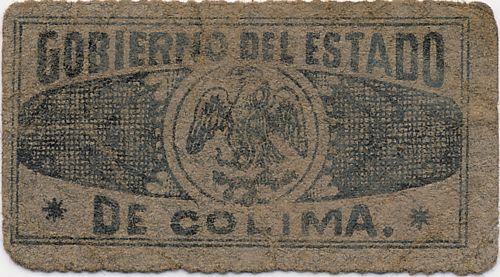 GOBIERNO DEL ESTADO
* DE COLIMA. *